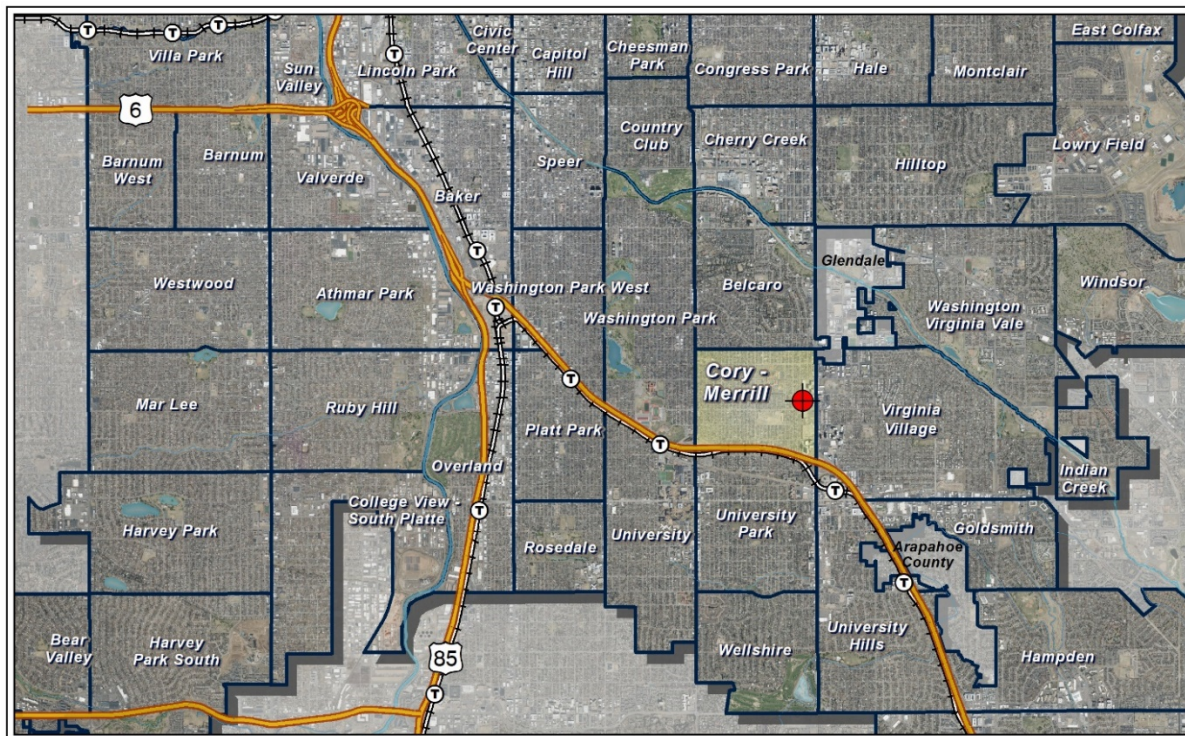 T
T
T
T
Villa Park
Sun
Valley
Lincoln Park
Civic
Center
Capitol
Hill
Cheesman
Park
Congress Park
Hale
Montclair
East Colfax
6
Barnum
West
Barnum
Valverde
Baker
Speer
Country
Club
Cherry Creek
Hilltop
Lowry Field
T
Westwood
Athmar Park
Washington Park West
T
Washington Park
Belcaro
Glendale
Washington
Virginia Vale
Windsor
Mar Lee
Ruby Hill
T
Platt Park
Cory -
Merrill
Virginia
Village
T
Overland
Indian
Creek
T
Harvey Park
College View -
South Platte
T
Rosedale
University
University
Park
Goldsmith
Arapahoe
County
T
Bear
Valley
Harvey
Park South
85
T
Wellshire
University
Hills
Hampden